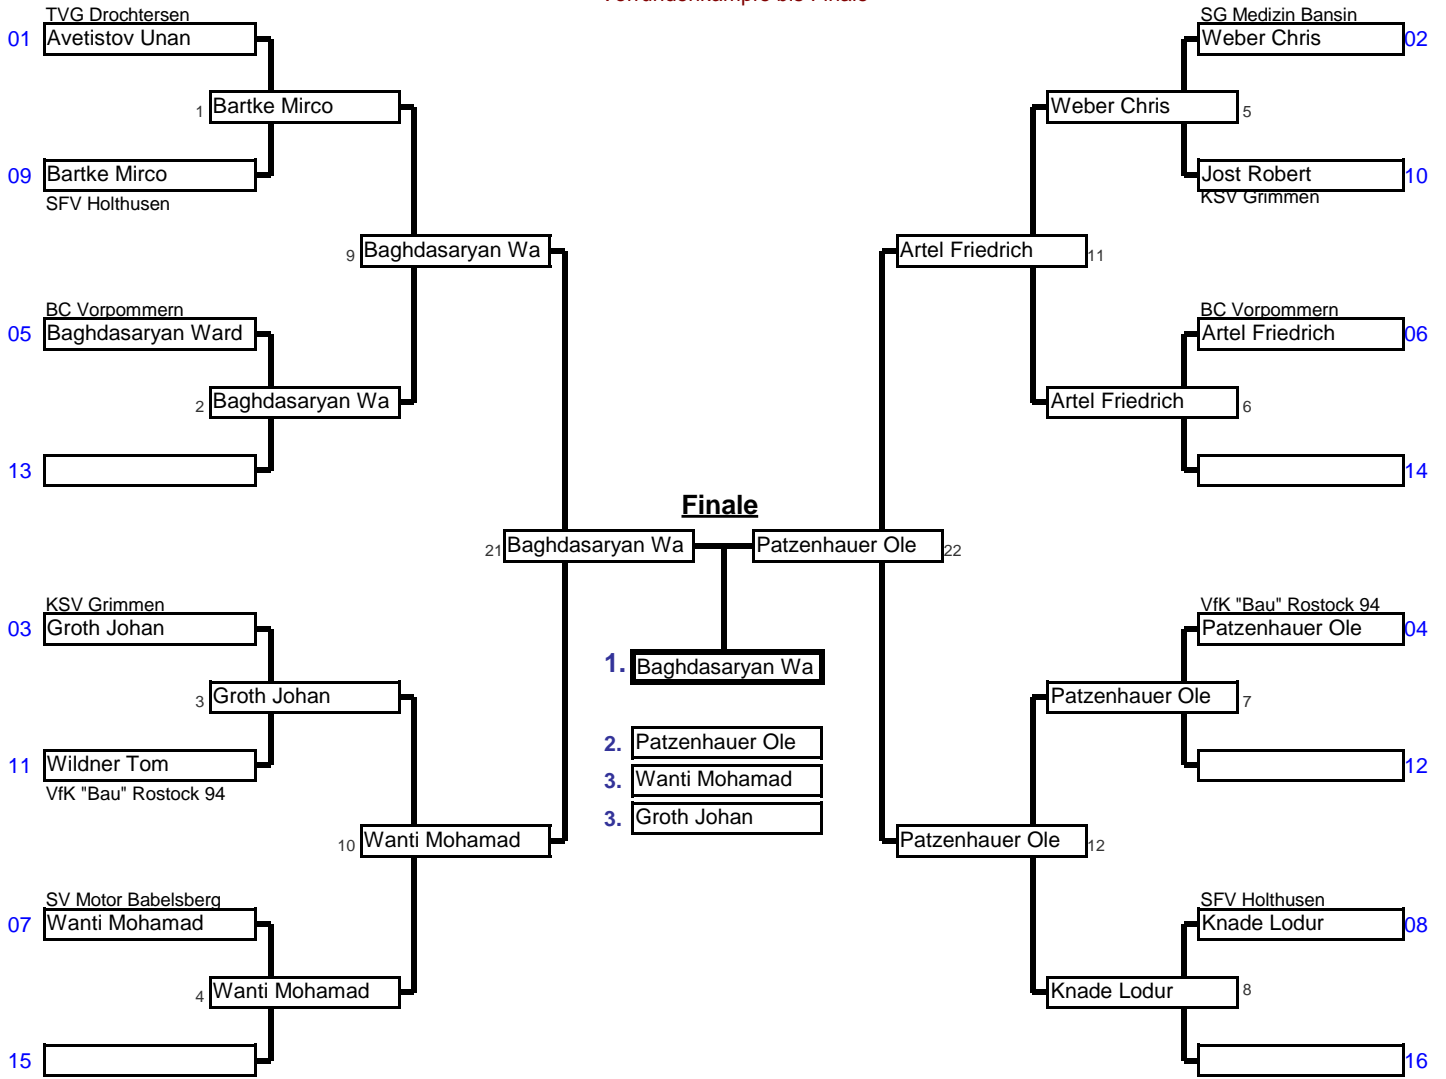 TVG Drochtersen
01 Avetistov Unan
1 Bartke Mirco
09 Bartke Mirco
SFV Holthusen
9 Baghdasaryan Wa
BC Vorpommern
05 Baghdasaryan Ward
2 Baghdasaryan Wa
13
21 Baghdasaryan Wa
KSV Grimmen
03 Groth Johan
3 Groth Johan
11 Wildner Tom
VfK "Bau" Rostock 94
10 Wanti Mohamad
SV Motor Babelsberg
07 Wanti Mohamad
4 Wanti Mohamad
15
Finale
1. Baghdasaryan Wa
2. Patzenhauer Ole
3. Wanti Mohamad
3. Groth Johan
SG Medizin Bansin
Weber Chris 02
Weber Chris 5
Jost Robert 10
KSV Grimmen
Artel Friedrich 11
BC Vorpommern
Artel Friedrich 06
Artel Friedrich 6
14
Patzenhauer Ole 22
VfK "Bau" Rostock 94
Patzenhauer Ole 04
Patzenhauer Ole 7
12
Patzenhauer Ole 12
SFV Holthusen
Knade Lodur 08
Knade Lodur 8
16